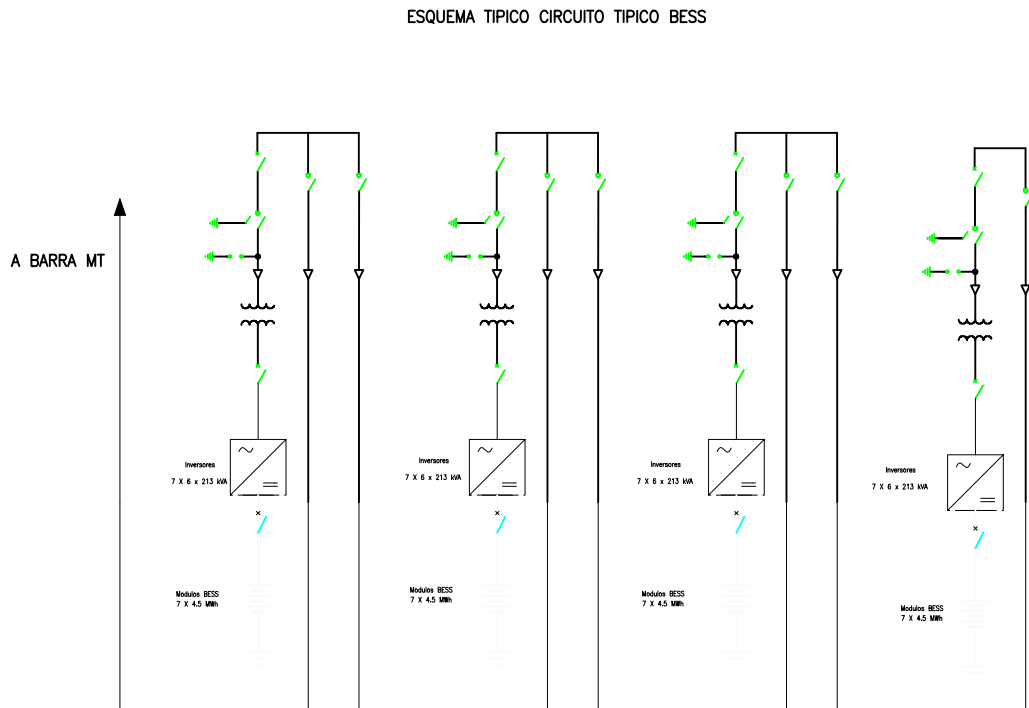 ESQUEMA TIPICO CIRCUITO TIPICO BESS
A BARRA MT
Inversores
7 X 6 x 213 kVA
Inversores
7 X 6 x 213 kVA
Inversores
7 X 6 x 213 kVA
Inversores
7 X 6 x 213 kVA
Modulos BESS
7 X 4.5 MWh
Modulos BESS
7 X 4.5 MWh
Modulos BESS
7 X 4.5 MWh
Modulos BESS
7 X 4.5 MWh